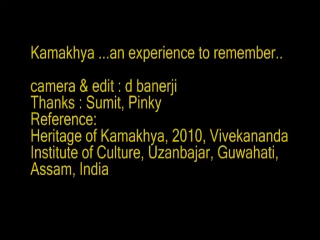 Kamakhya ...an experience to remember..
camera & edit : d banerji
Thanks : Sumit, Pinky
Reference:
Heritage of Kamakhya, 2010, Vivekananda
Institute of Culture, Uzanbajar, Guwahati,
Assam, India